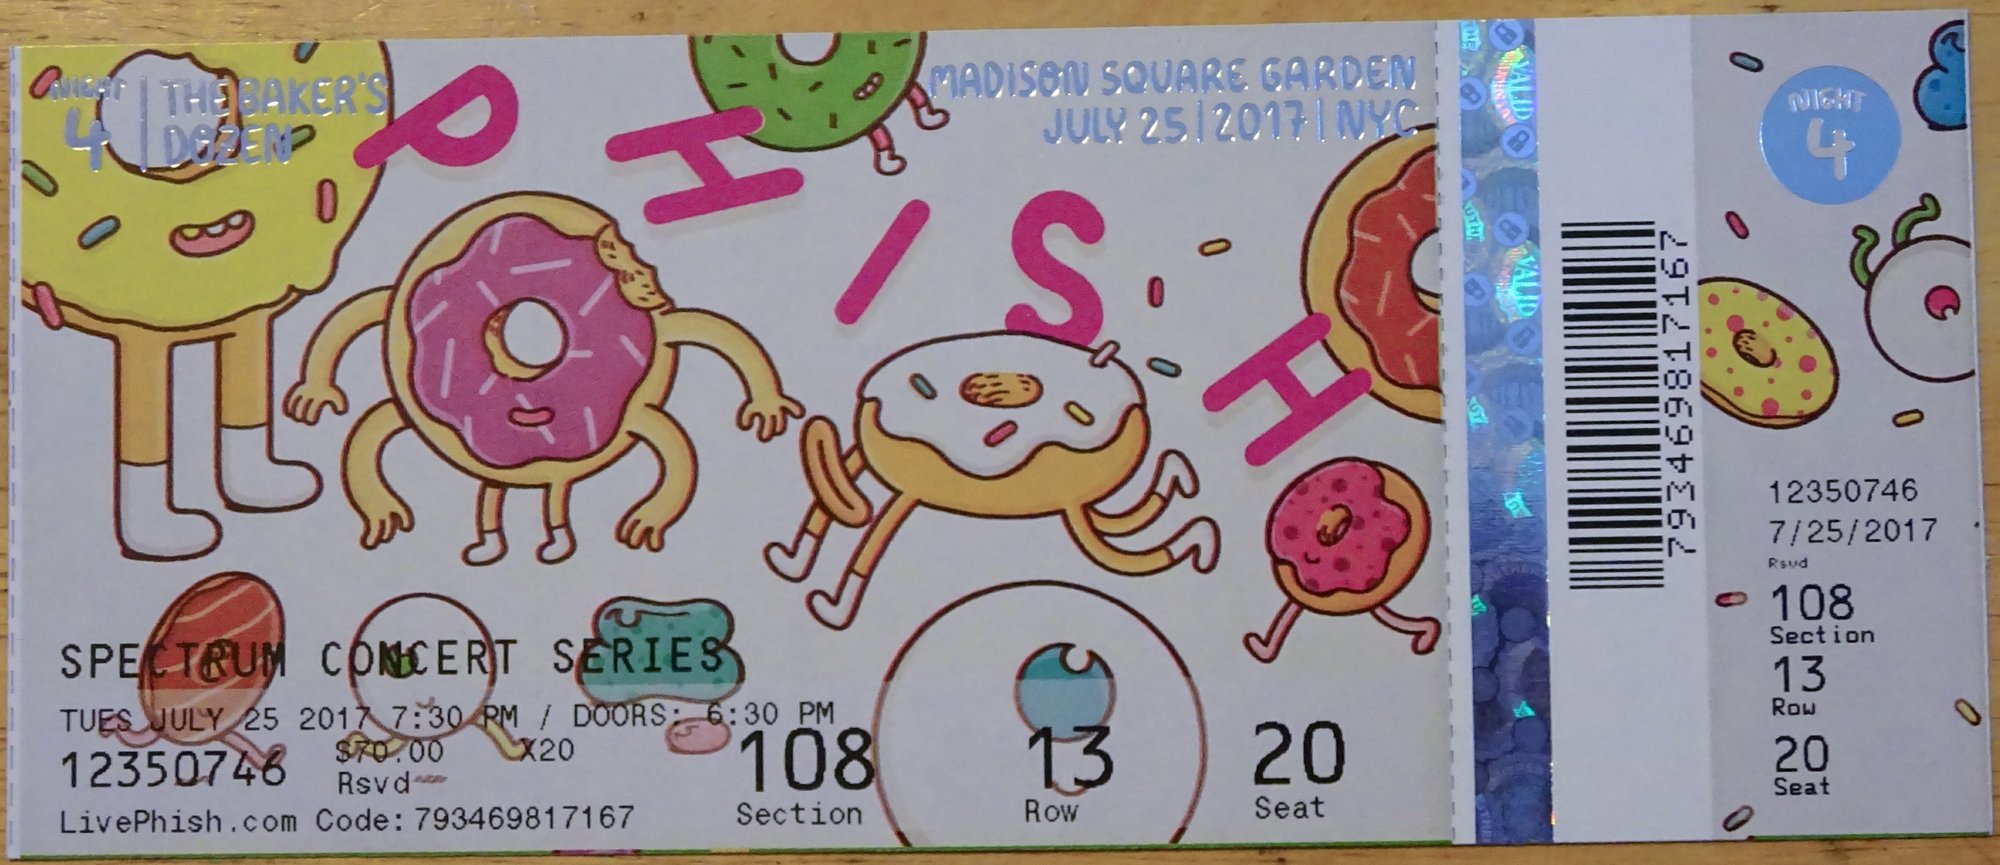 NIGHT 4 | THE BAKER'S DOZEN
PHISH
MADISON SQUARE GARDEN
JULY 25 | 2017 | NYC
SPECTRUM CONCERT SERIES
TUES JULY 25 2017 7:30 PM / DOORS: 6:30 PM
12350746 $70.00 X20
Rsvd
LivePhish.com Code: 793469817167
108 Section
13 Row
20 Seat
VALID
VALID
793469817167
NIGHT
4
12350746
7/25/2017
Rsvd
108
Section
13
Row
20
Seat